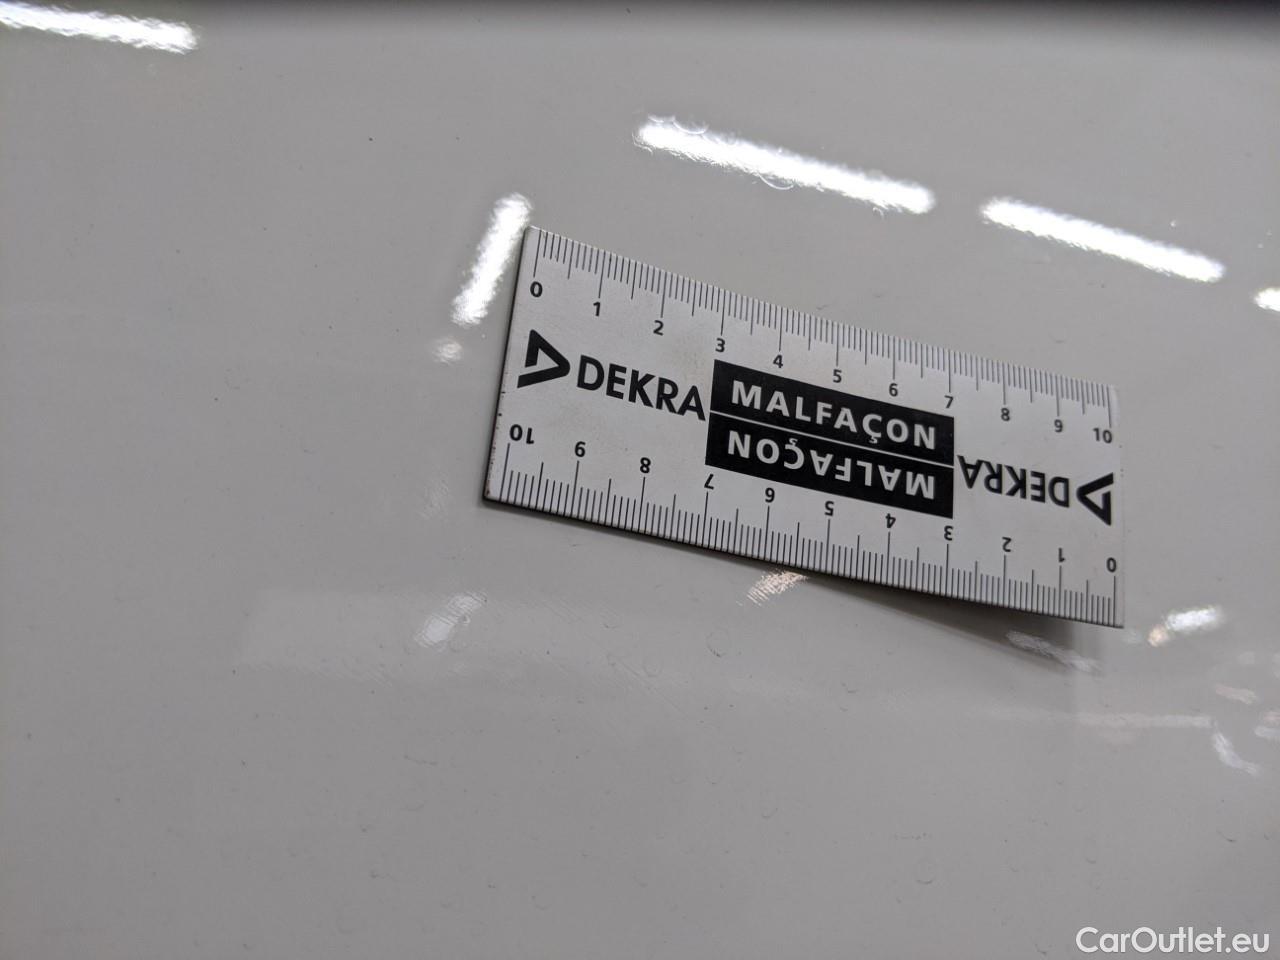 0 1 2 3 4 5 6 7 8 9 10
DEKRA MALFAÇON
MALFAÇON DEKRA
10 9 8 7 6 5 4 3 2 1 0
CarOutlet.eu